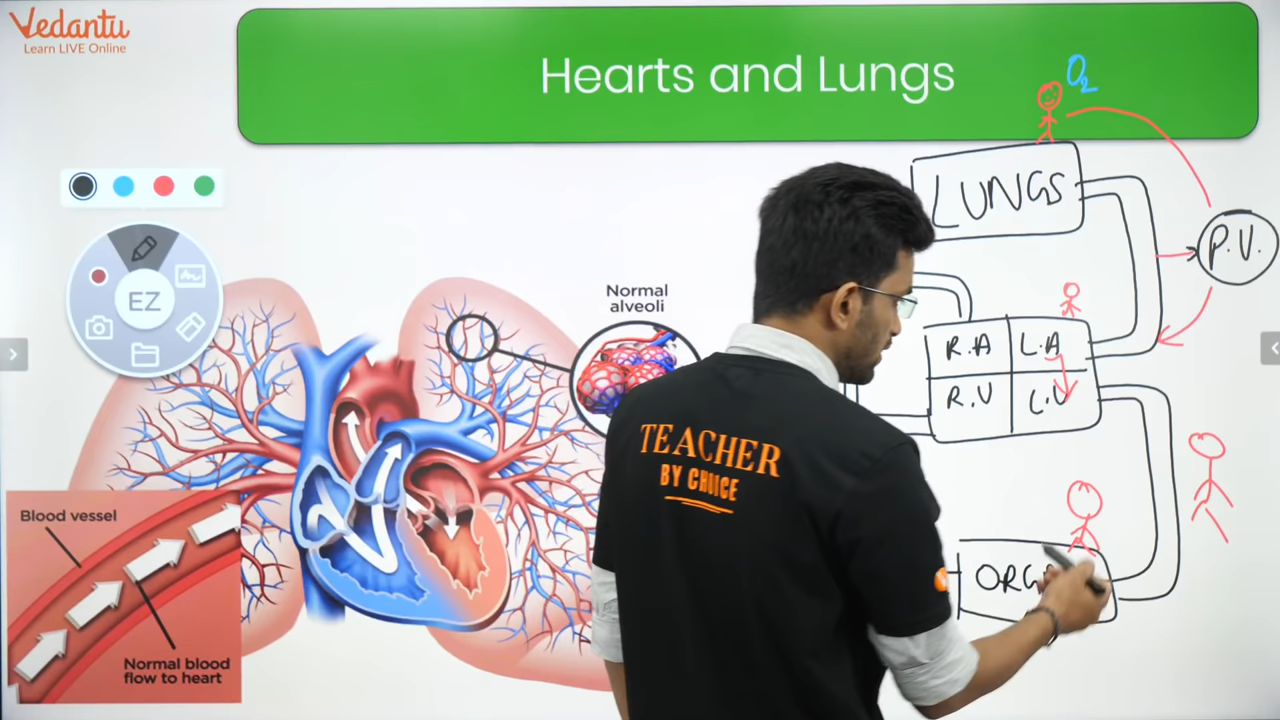 Vedantu
Learn LIVE Online
Hearts and Lungs
O2
LUNGS
P.V.
EZ
Normal
alveoli
R.A L.A
R.V L.V
TEACHER
BY CHOICE
Blood vessel
Normal blood
flow to heart